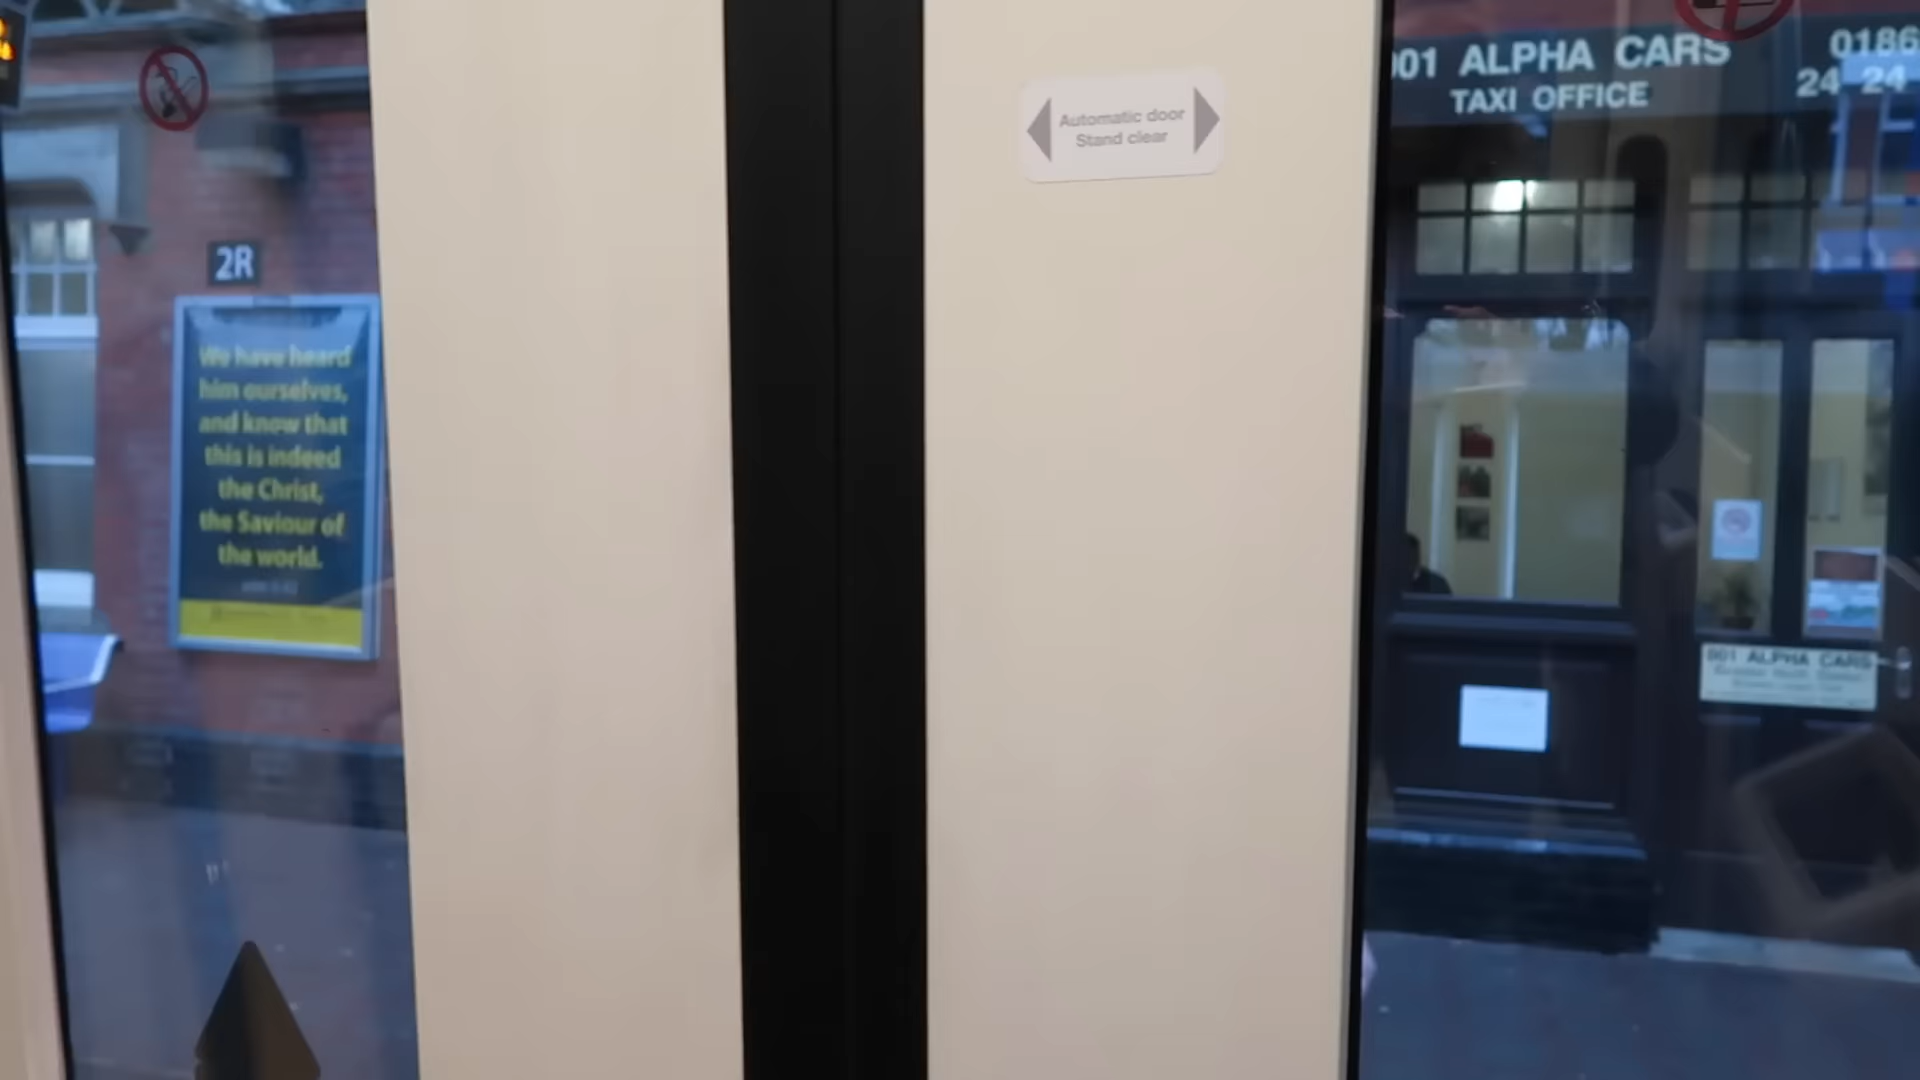 2R
We have heard
him ourselves,
and know that
this is indeed
the Christ,
the Saviour of
the world.
Automatic door
Stand clear
001 ALPHA CARS
TAXI OFFICE
0186
24 24
001 ALPHA CARS